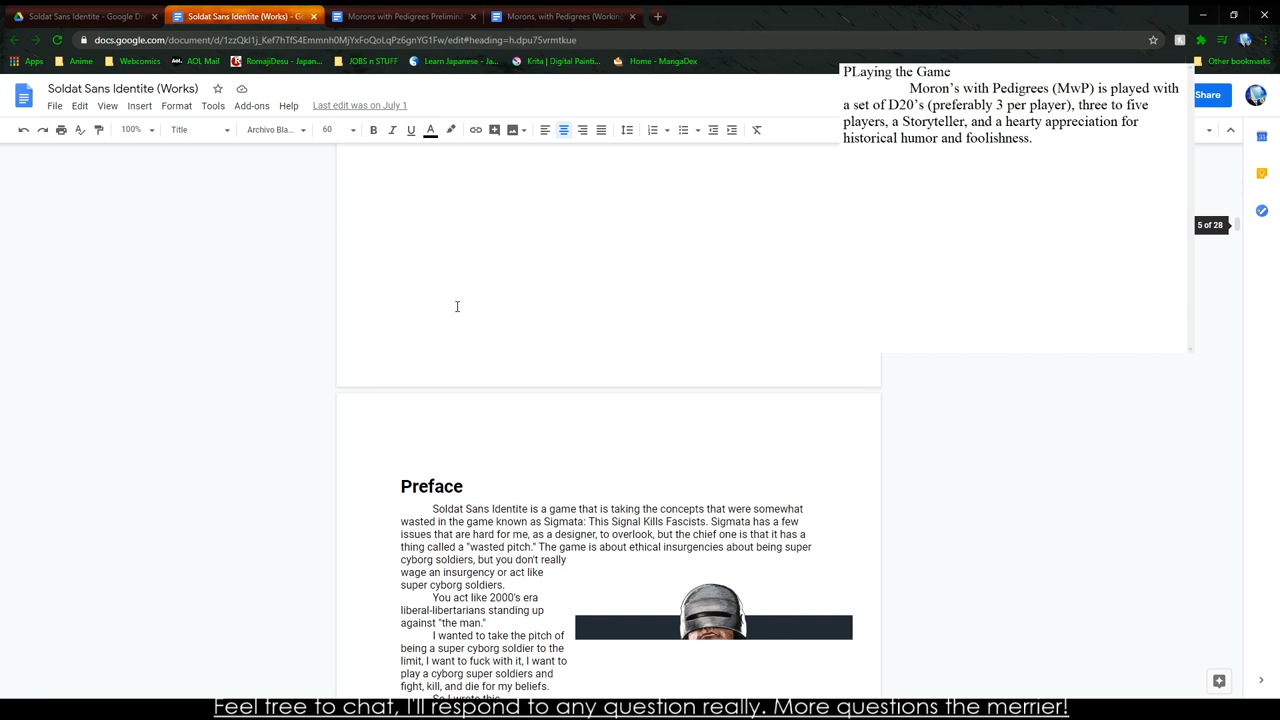 Soldat Sans Identite - Google Dr
Soldat Sans Identite (Works) - Go
Morons with Pedigrees Prelimina
Morons, with Pedigrees (Working
docs.google.com/document/d/1zzQkl1j_Kef7hTfS4Emmnh0MjYxFoQoLqPz6gnYG1Fw/edit#heading=h.dpu75vrmtkue
Apps
Anime
Webcomics
AOL Mail
RomajiDesu - Japan...
JOBS n STUFF
Learn Japanese - Ja...
Krita | Digital Painti...
Home - MangaDex
Other bookmarks
Soldat Sans Identite (Works)
File Edit View Insert Format Tools Add-ons Help Last edit was on July 1
Share
100% Title Archivo Bla... 60
PLaying the Game
Moron's with Pedigrees (MwP) is played with
a set of D20's (preferably 3 per player), three to five
players, a Storyteller, and a hearty appreciation for
historical humor and foolishness.
5 of 28
Preface
Soldat Sans Identite is a game that is taking the concepts that were somewhat
wasted in the game known as Sigmata: This Signal Kills Fascists. Sigmata has a few
issues that are hard for me, as a designer, to overlook, but the chief one is that it has a
thing called a "wasted pitch." The game is about ethical insurgencies about being super
cyborg soldiers, but you don't really
wage an insurgency or act like
super cyborg soldiers.
You act like 2000's era
liberal-libertarians standing up
against "the man."
I wanted to take the pitch of
being a super cyborg soldier to the
limit, I want to fuck with it, I want to
play a cyborg super soldiers and
fight, kill, and die for my beliefs.
So I wrote this
Feel free to chat, I'll respond to any question really. More questions the merrier!